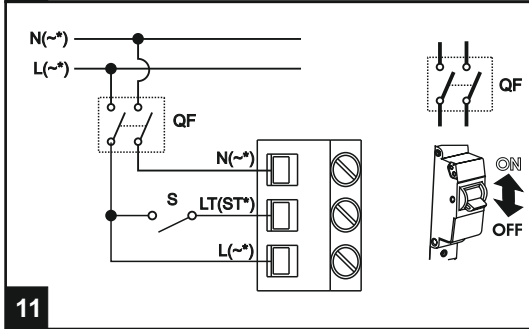 N(~*)
L(~*)
QF
QF
N(~*)
S
LT(ST*)
L(~*)
ON
OFF
11